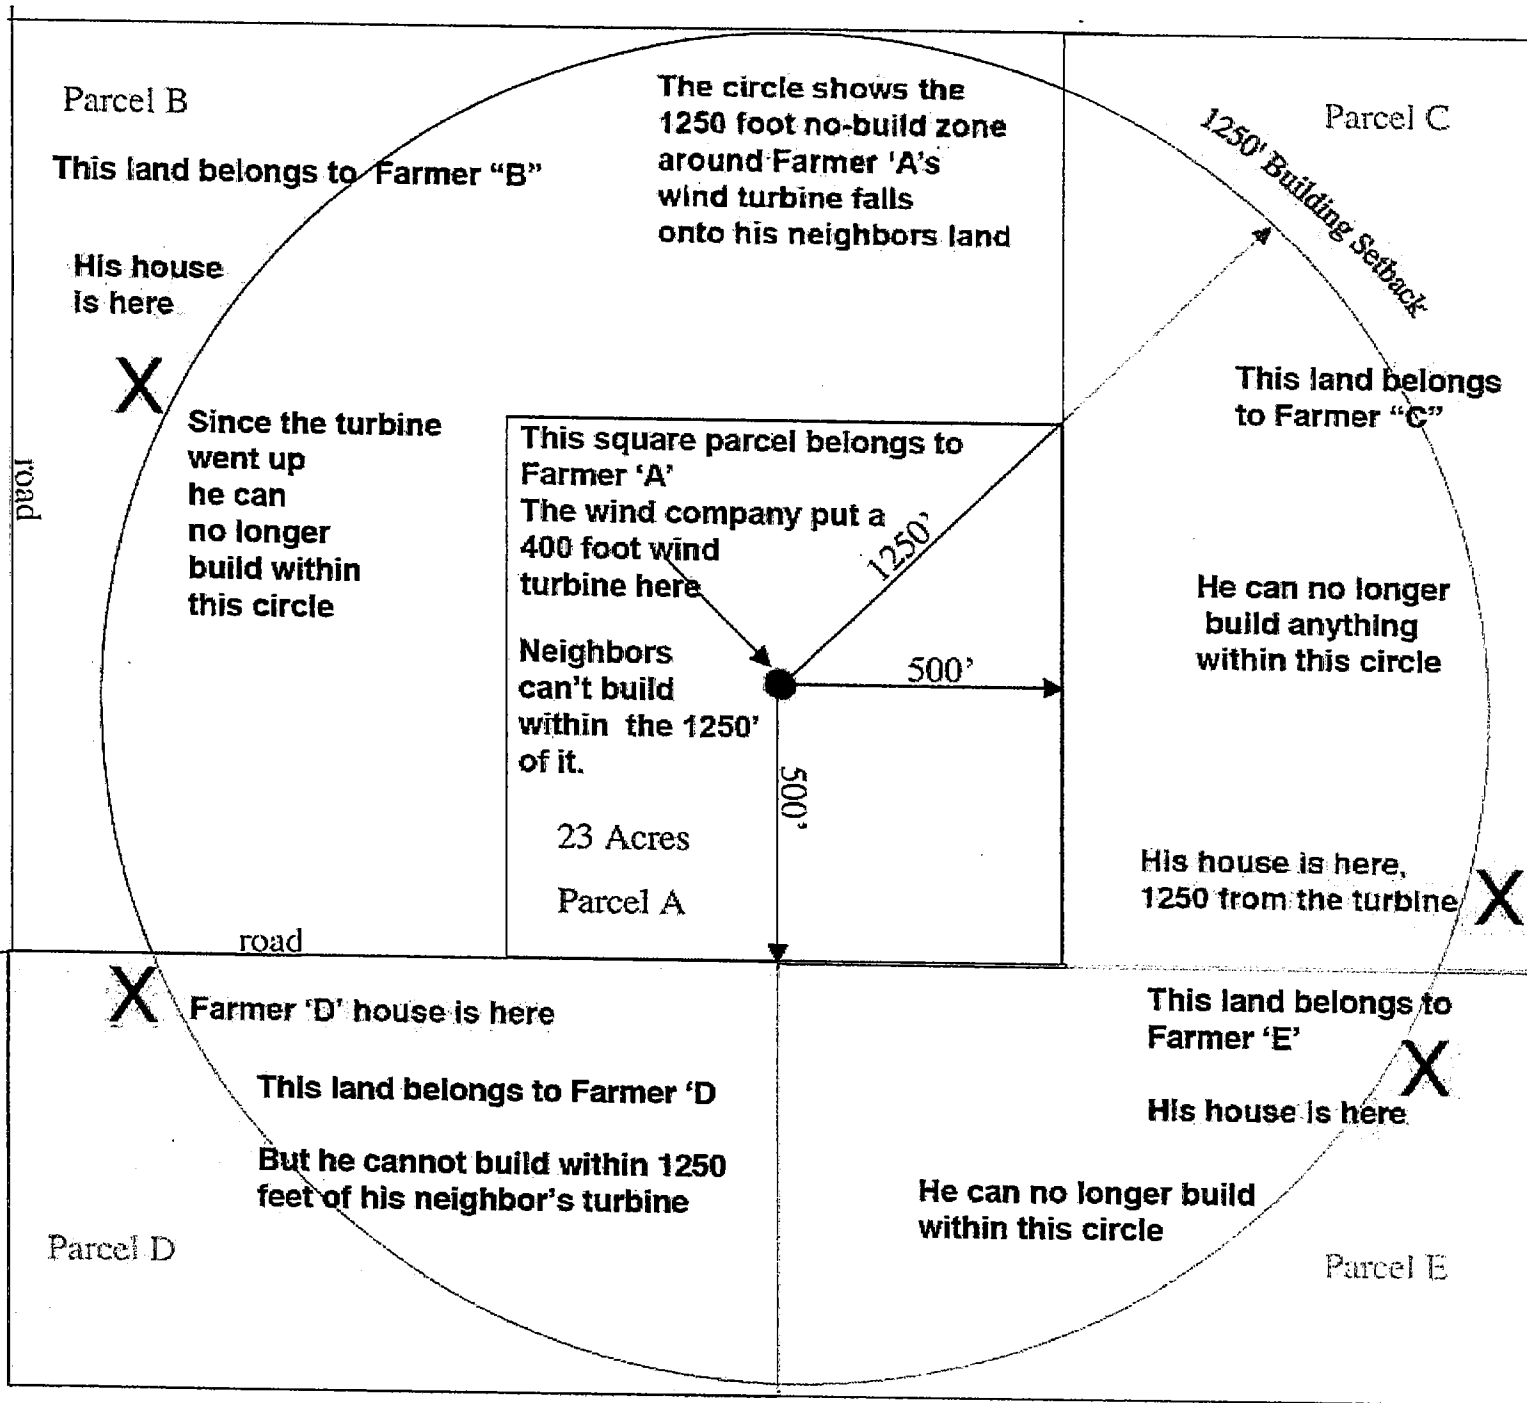 Parcel B
This land belongs to Farmer “B”
His house
is here
X
Since the turbine
went up
he can
no longer
build within
this circle
road
The circle shows the
1250 foot no-build zone
around Farmer ‘A’s
wind turbine falls
onto his neighbors land
Parcel C
1250' Building Setback
This land belongs
to Farmer “C”
He can no longer
build anything
within this circle
His house is here,
1250 from the turbine
X
This square parcel belongs to
Farmer ‘A’
The wind company put a
400 foot wind
turbine here
1250’
Neighbors
can’t build
within the 1250’
of it.
500’
500’
23 Acres
Parcel A
road
X
Farmer ‘D’ house is here
This land belongs to Farmer ‘D
But he cannot build within 1250
feet of his neighbor’s turbine
Parcel D
This land belongs to
Farmer ‘E’
X
His house is here
He can no longer build
within this circle
Parcel E